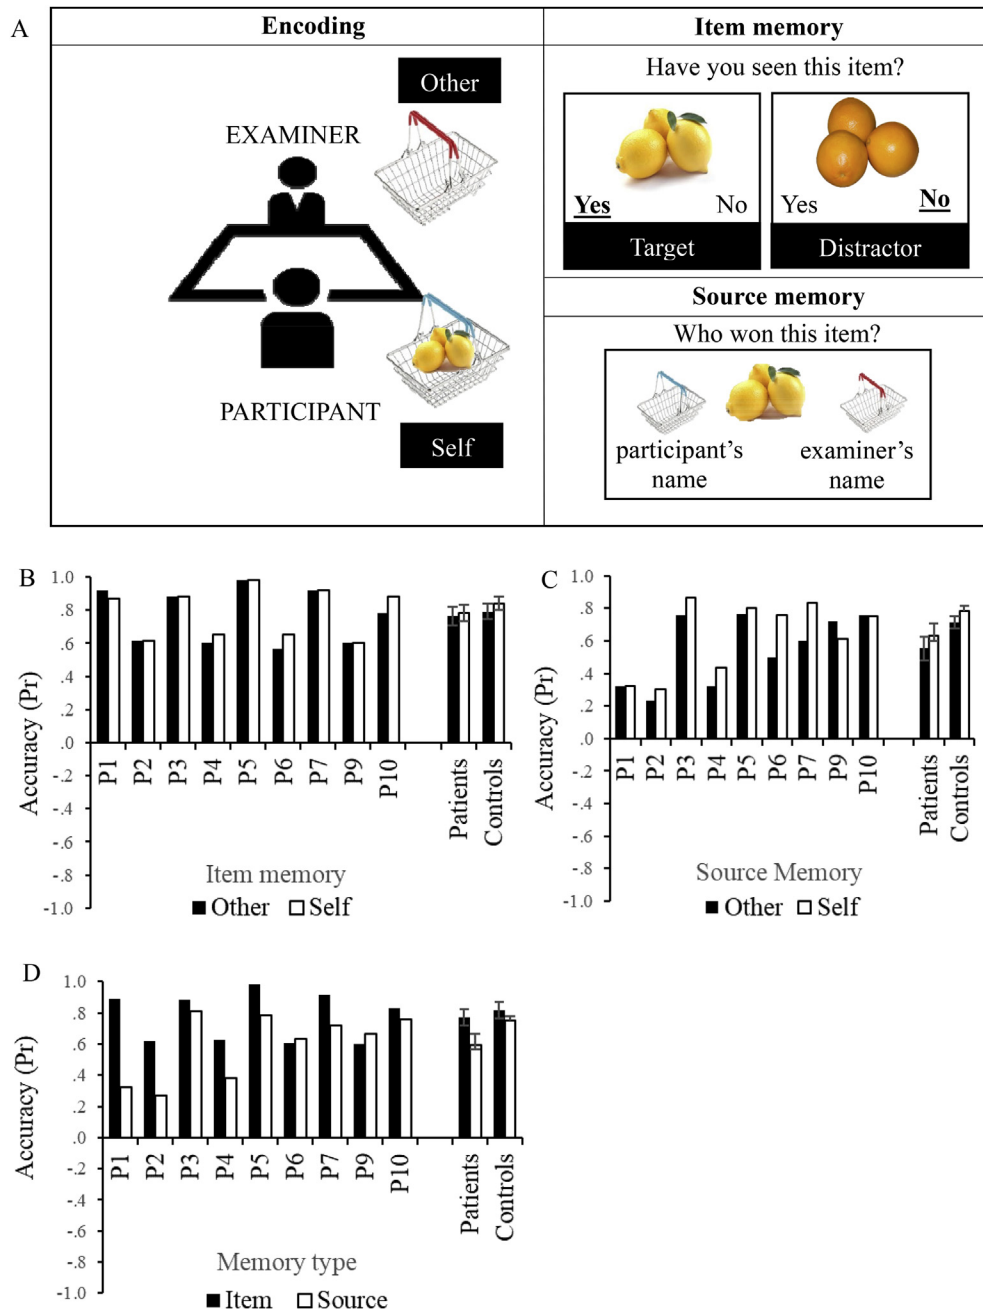 A
Encoding
Other
EXAMINER
PARTICIPANT
Self
Item memory
Have you seen this item?
Yes No
Target
Yes No
Distractor
Source memory
Who won this item?
participant's
name
examiner's
name
B
Accuracy (Pr)
1.0
.8
.6
.4
.2
.0
-.2
-.4
-.6
-.8
-1.0
P1 P2 P3 P4 P5 P6 P7 P9 P10 Patients Controls
Item memory
Other Self
C
Accuracy (Pr)
1.0
.8
.6
.4
.2
.0
-.2
-.4
-.6
-.8
-1.0
P1 P2 P3 P4 P5 P6 P7 P9 P10 Patients Controls
Source Memory
Other Self
D
Accuracy (Pr)
1.0
.8
.6
.4
.2
.0
-.2
-.4
-.6
-.8
-1.0
P1 P2 P3 P4 P5 P6 P7 P9 P10 Patients Controls
Memory type
Item Source